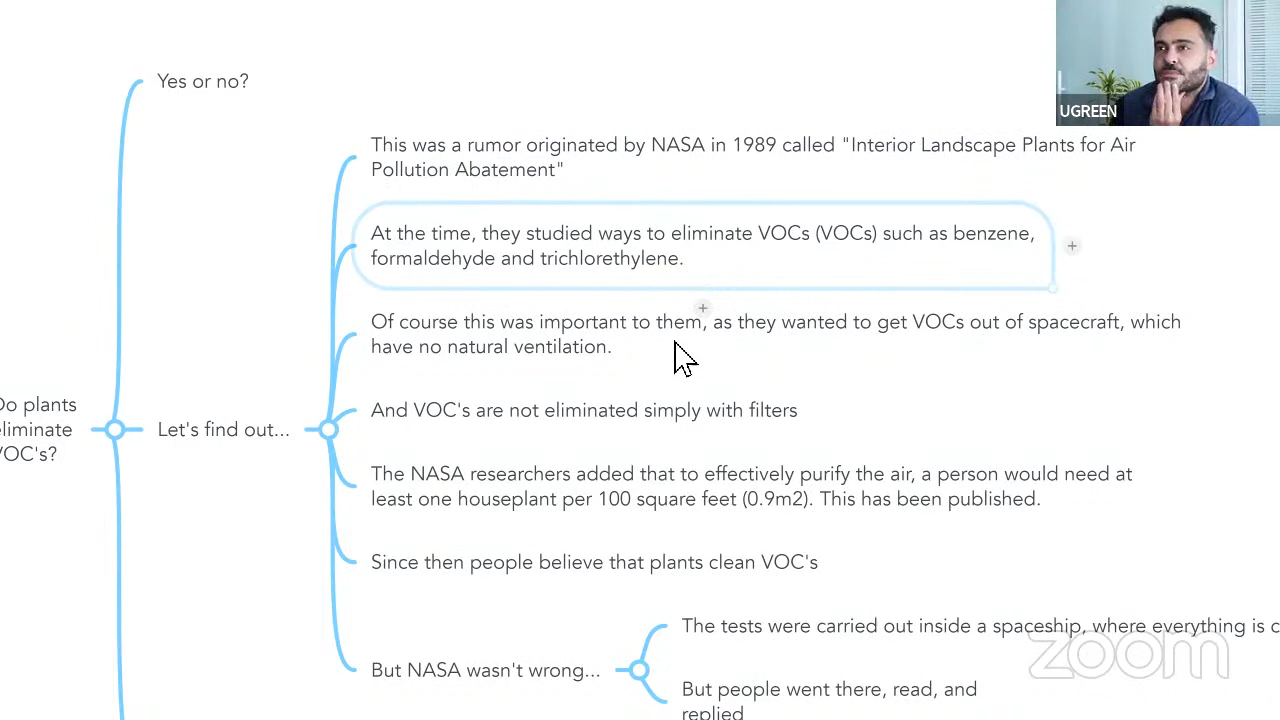 UGREEN
Yes or no?
This was a rumor originated by NASA in 1989 called "Interior Landscape Plants for Air
Pollution Abatement"
At the time, they studied ways to eliminate VOCs (VOCs) such as benzene,
formaldehyde and trichlorethylene.
Of course this was important to them, as they wanted to get VOCs out of spacecraft, which
have no natural ventilation.
And VOC's are not eliminated simply with filters
Do plants
eliminate
VOC's?
Let's find out...
The NASA researchers added that to effectively purify the air, a person would need at
least one houseplant per 100 square feet (0.9m2). This has been published.
Since then people believe that plants clean VOC's
But NASA wasn't wrong...
The tests were carried out inside a spaceship, where everything is
But people went there, read, and
replied
zoom